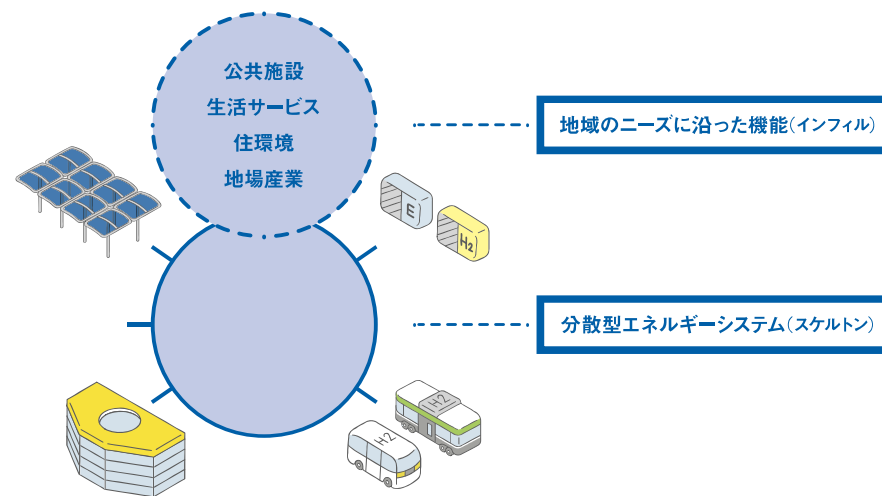 公共施設
生活サービス
住環境
地場産業
地域のニーズに沿った機能(インフィル)
E
H2
分散型エネルギーシステム(スケルトン)
H2
H2